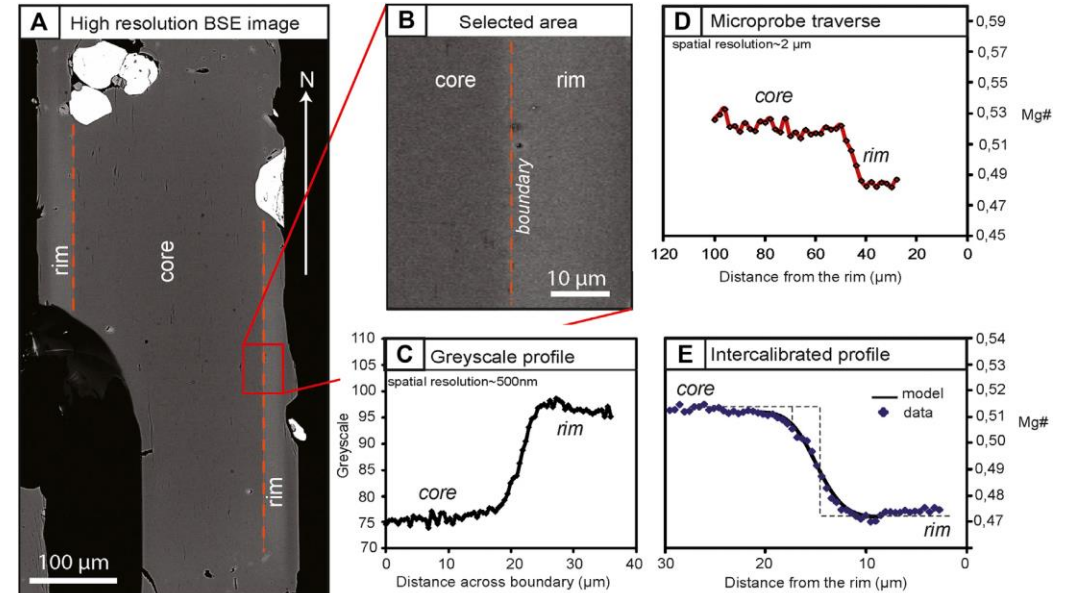 A High resolution BSE image
N
rim
core
rim
100 µm
B Selected area
core
rim
boundary
10 µm
C Greyscale profile
spatial resolution~500nm
110
105
100
95
90
85
80
75
70
Greyscale
core
rim
0 10 20 30 40
Distance across boundary (µm)
D Microprobe traverse
spatial resolution~2 µm
core
rim
0,59
0,57
0,55
0,53
0,51
0,49
0,47
0,45
Mg#
120 100 80 60 40 20 0
Distance from the rim (µm)
E Intercalibrated profile
core
model
data
rim
0,54
0,53
0,52
0,51
0,50
0,49
0,48
0,47
Mg#
30 20 10 0
Distance from the rim (µm)